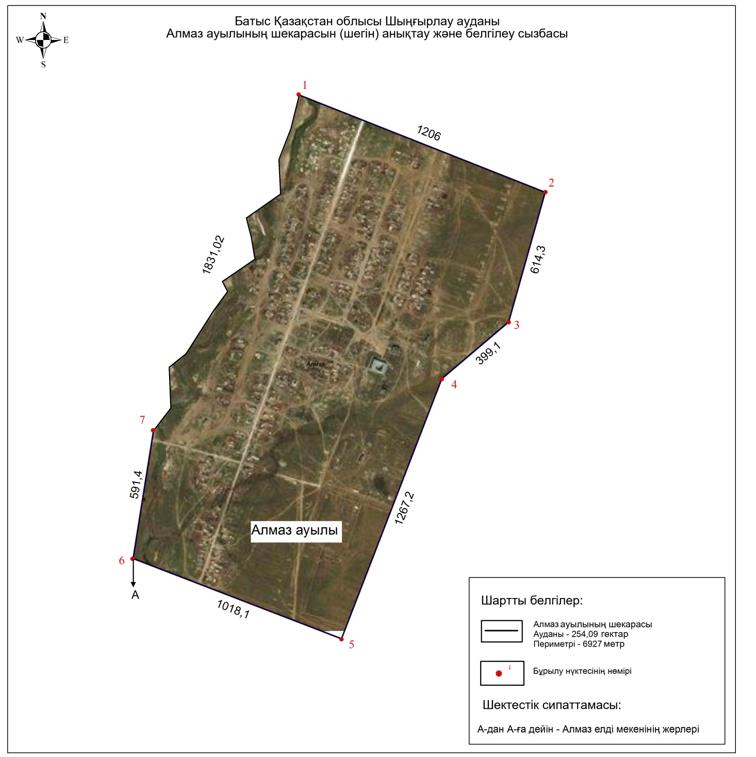 Батыс Қазақстан облысы Шыңғырлау ауданы
Алмаз ауылының шекарасын (шегін) анықтау және белгілеу сызбасы
N
W E
S
1
1206
2
1831,02
614,3
3
399,1
4
Алмаз
7
591,4
1267,2
Алмаз ауылы
6
А
1018,1
5
Шартты белгілер:
Алмаз ауылының шекарасы
Ауданы - 254,09 гектар
Периметрі - 6927 метр
1
Бұрылу нүктесінің нөмірі
Шектестік сипаттамасы:
А-дан А-ға дейін - Алмаз елді мекенінің жерлері